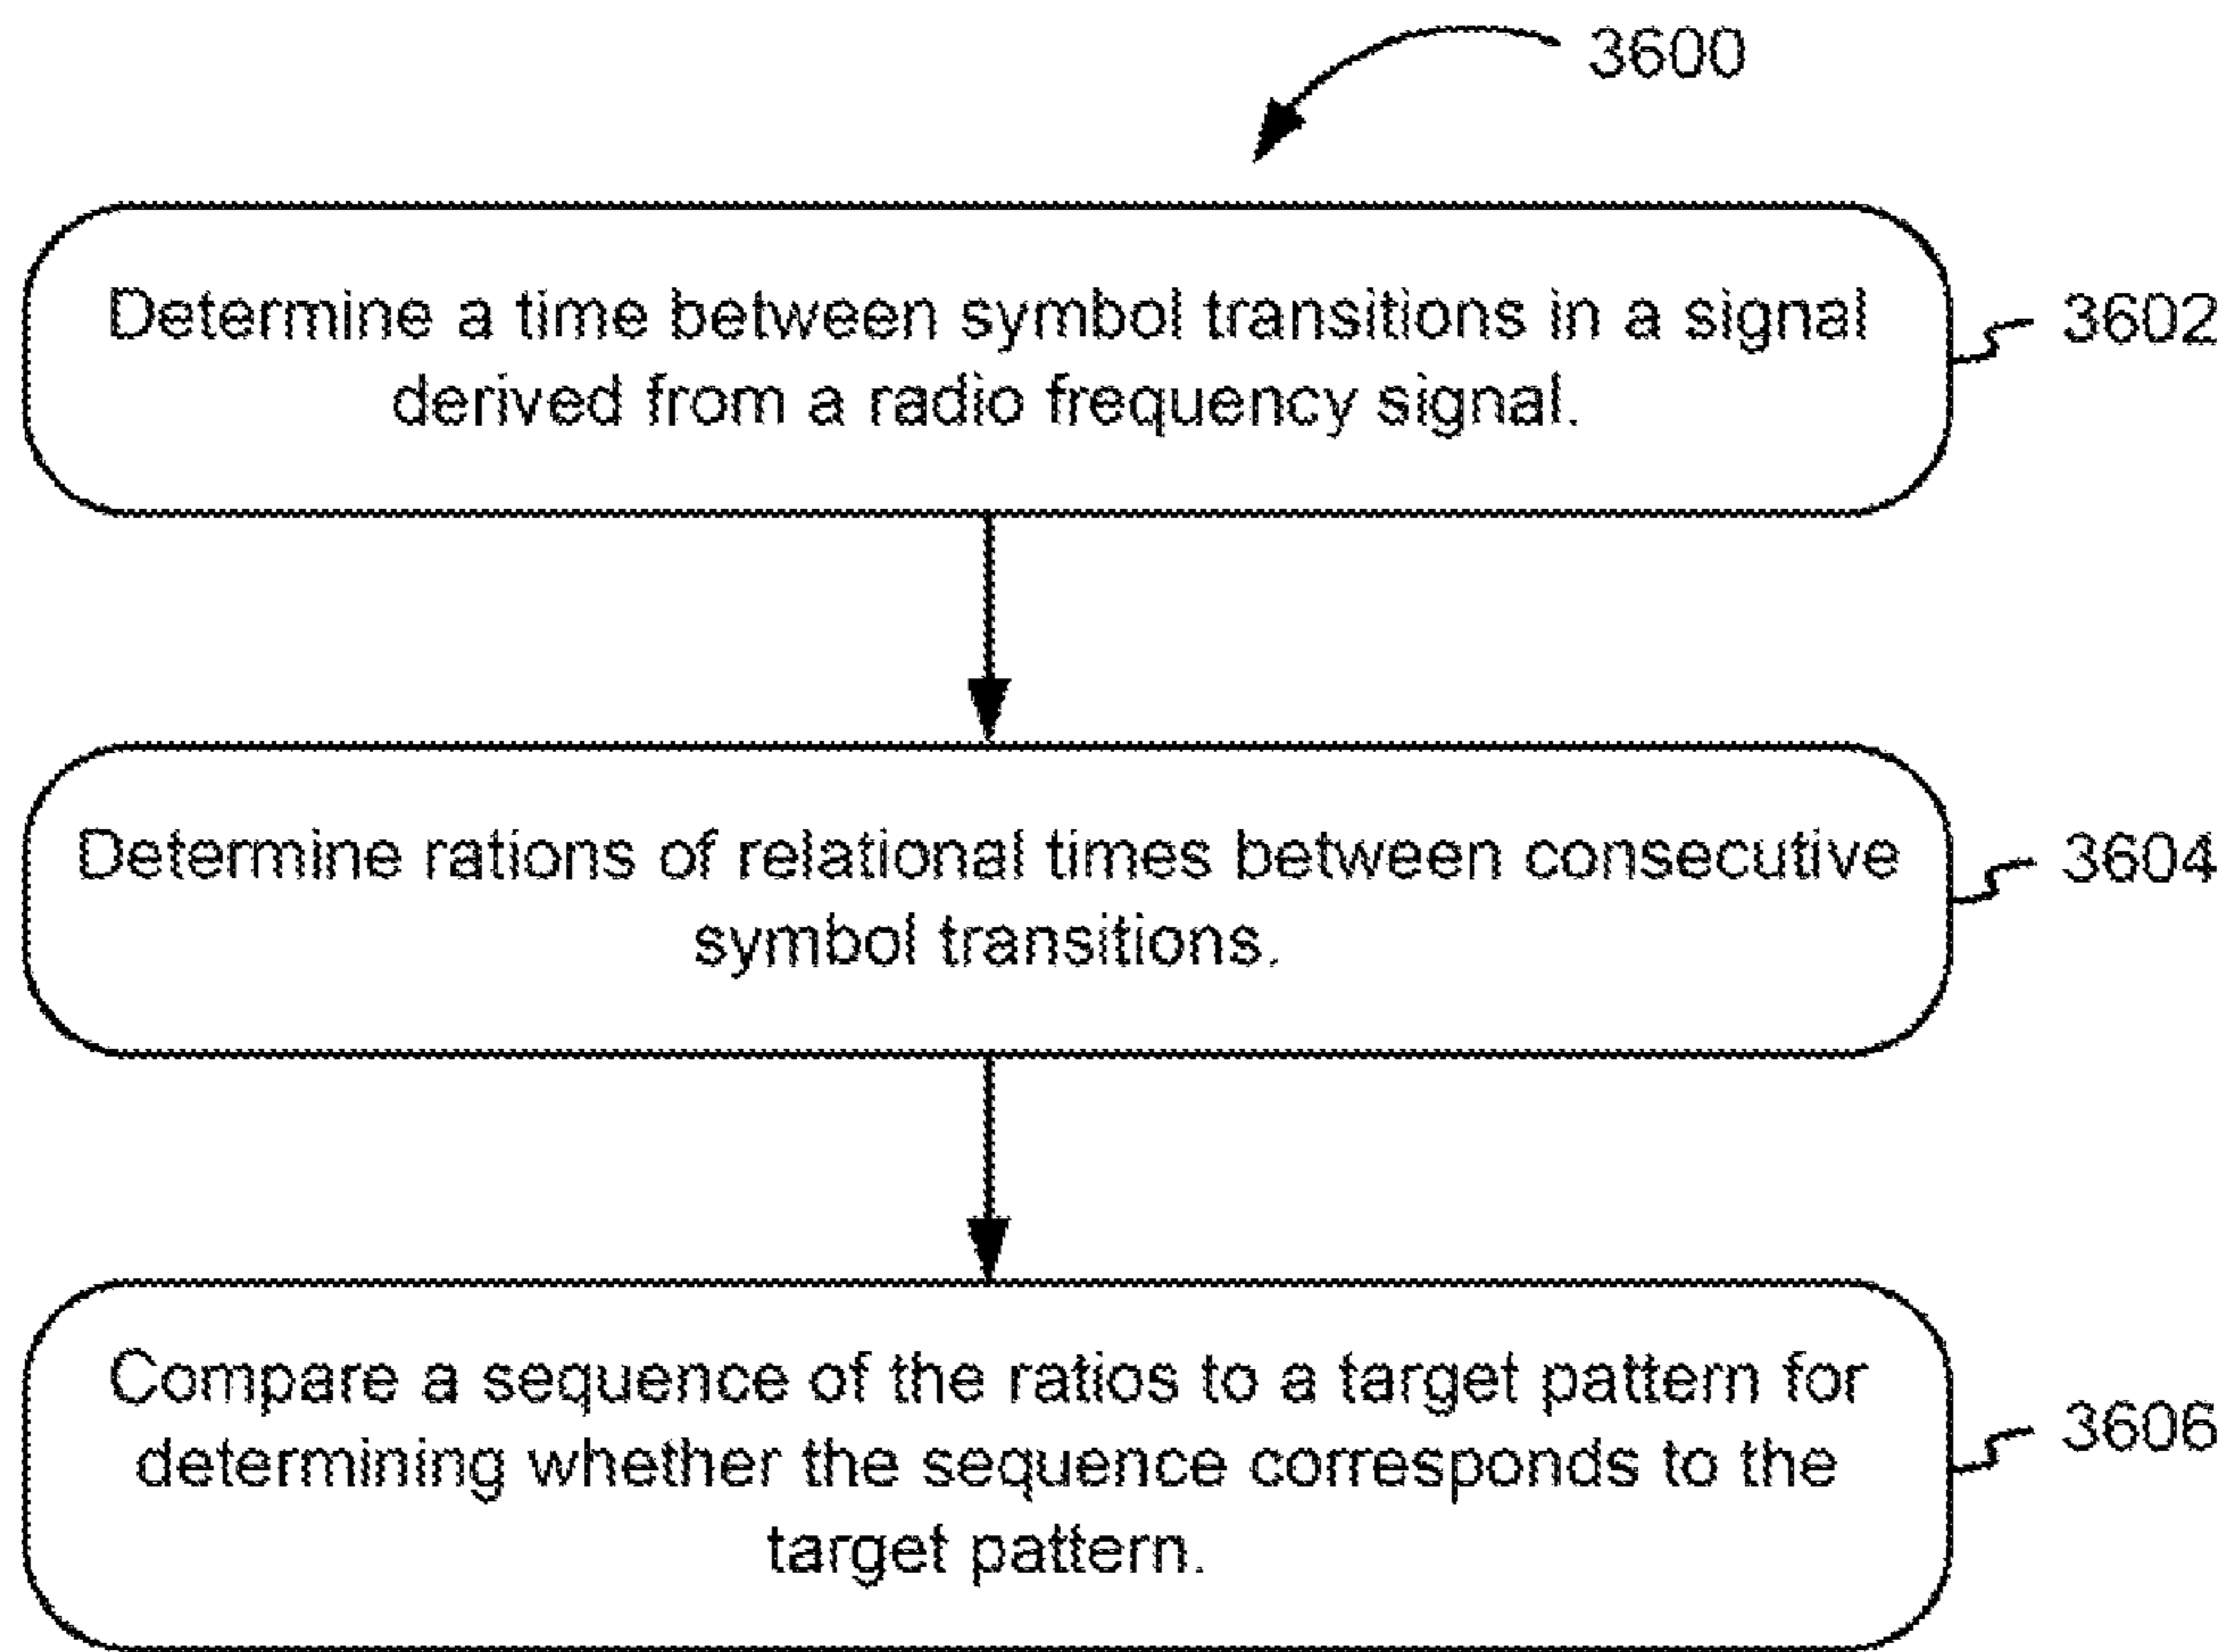 3600
Determine a time between symbol transitions in a signal
derived from a radio frequency signal.
3602
Determine rations of relational times between consecutive
symbol transitions.
3604
Compare a sequence of the ratios to a target pattern for
determining whether the sequence corresponds to the
target pattern.
3606